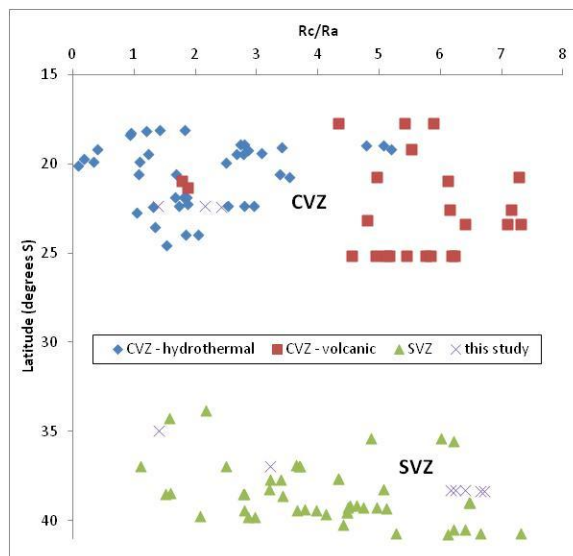 Rc/Ra
0 1 2 3 4 5 6 7 8
15
20
25
30
35
40
Latitude (degrees S)
CVZ
CVZ - hydrothermal CVZ - volcanic SVZ this study
SVZ